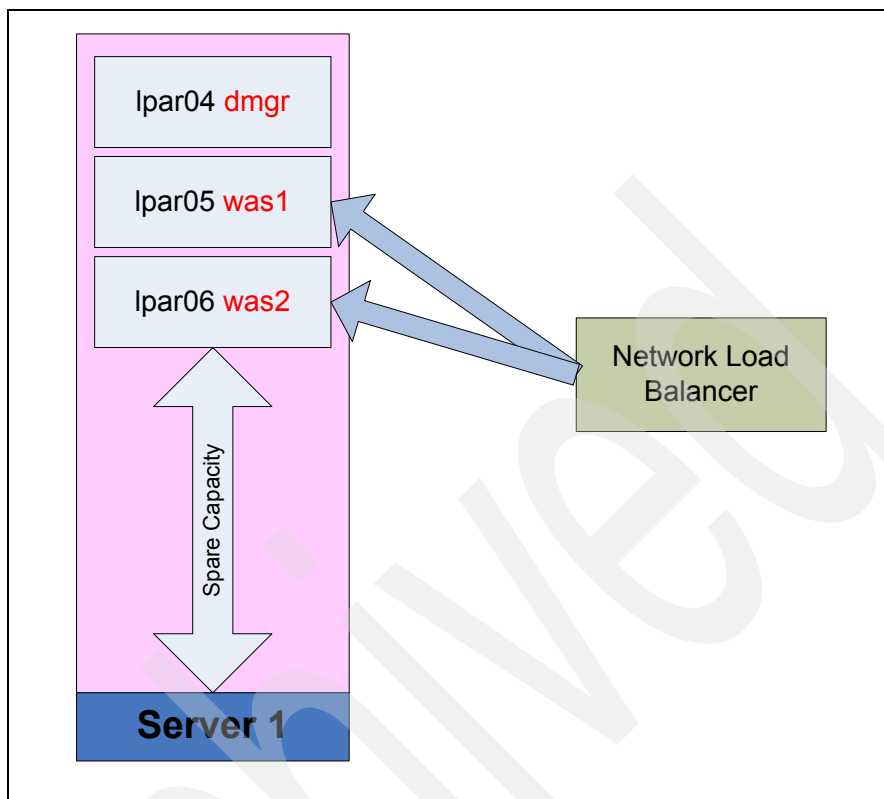 lpar04 dmgr
lpar05 was1
lpar06 was2
Network Load
Balancer
Spare Capacity
Server 1